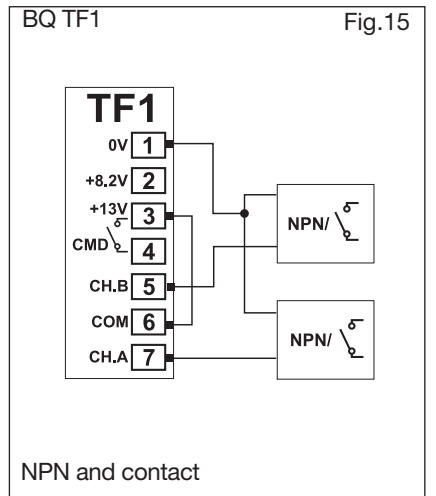 BQ TF1
Fig.15
TF1
0V 1
+8.2V 2
+13V 3
CMD 4
CH.B 5
COM 6
CH.A 7
NPN/
NPN/
NPN and contact